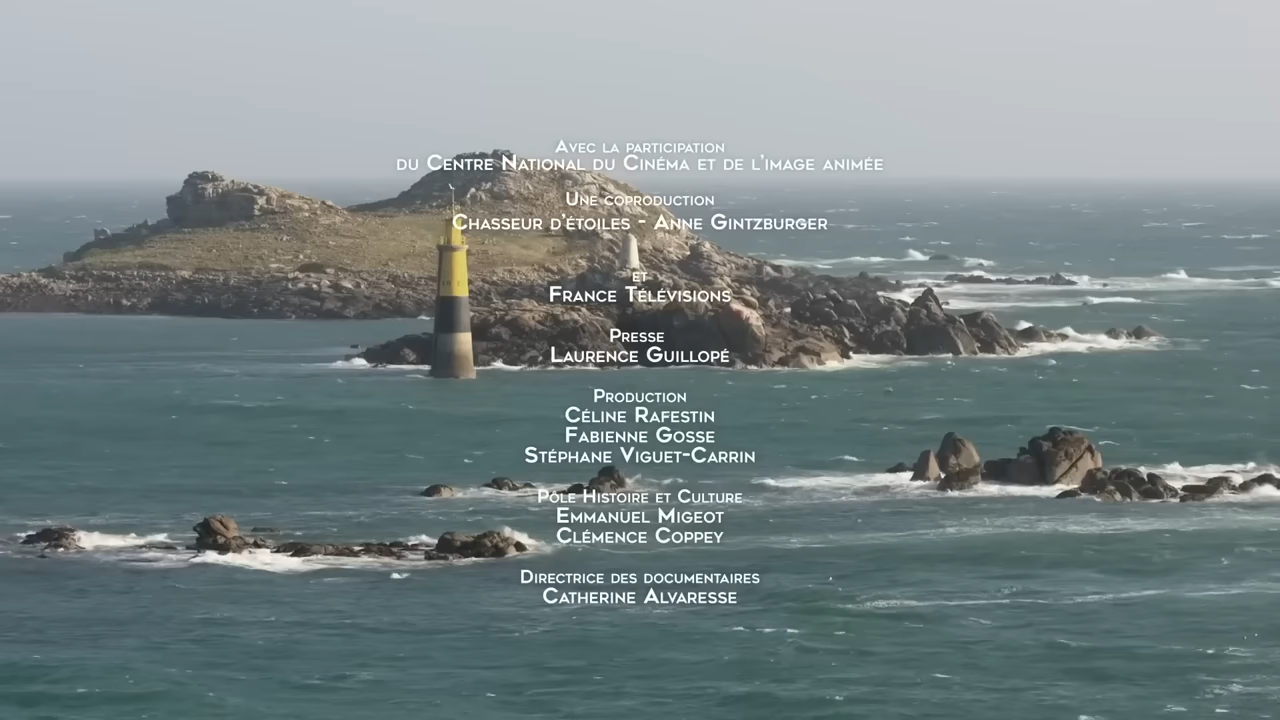 Avec la participation
du Centre National du Cinéma et de l'image animée
Une coproduction
Chasseur d'étoiles - Anne Gintzburger
et
France Télévisions
Presse
Laurence Guillopé
Production
Céline Rafestin
Fabienne Gosse
Stéphane Viguet-Carrin
Pôle Histoire et Culture
Emmanuel Migeot
Clémence Coppey
Directrice des documentaires
Catherine Alvaresse